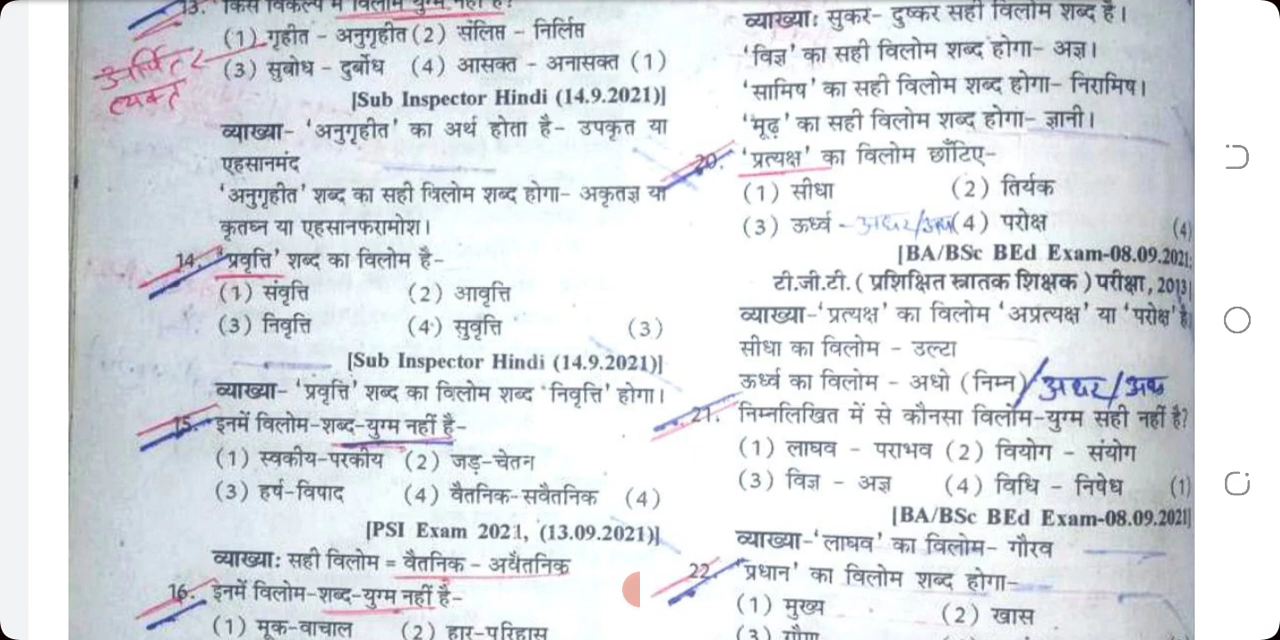 13. किस विकल्प में विलोम युग्म नहीं है?
(1) गृहीत - अनुगृहीत (2) संलिप्त - निर्लिप्त
(3) सुबोध - दुर्बोध (4) आसक्त - अनासक्त (1)
त्यक्त
[Sub Inspector Hindi (14.9.2021)]
व्याख्या- ‘अनुगृहीत’ का अर्थ होता है- उपकृत या
एहसानमंद
‘अनुगृहीत’ शब्द का सही विलोम शब्द होगा- अकृतज्ञ या
कृतघ्न या एहसानफरामोश।
14. ‘प्रवृत्ति’ शब्द का विलोम है-
(1) संवृत्ति (2) आवृत्ति
(3) निवृत्ति (4) सुवृत्ति (3)
[Sub Inspector Hindi (14.9.2021)]
व्याख्या- ‘प्रवृत्ति’ शब्द का विलोम शब्द ‘निवृत्ति’ होगा।
15. इनमें विलोम-शब्द-युग्म नहीं है-
(1) स्वकीय-परकीय (2) जड़-चेतन
(3) हर्ष-विषाद (4) वैतनिक-सवैतनिक (4)
[PSI Exam 2021, (13.09.2021)]
व्याख्या: सही विलोम = वैतनिक - अवैतनिक
16. इनमें विलोम-शब्द-युग्म नहीं है-
(1) मूक-वाचाल (2) हार-परिहास
व्याख्या: सुकर- दुष्कर सही विलोम शब्द है।
‘विज्ञ’ का सही विलोम शब्द होगा- अज्ञ।
‘सामिष’ का सही विलोम शब्द होगा- निरामिष।
‘मूढ़’ का सही विलोम शब्द होगा- ज्ञानी।
20. ‘प्रत्यक्ष’ का विलोम छाँटिए-
(1) सीधा (2) तिर्यक
(3) ऊर्ध्व - (4) परोक्ष (4)
[BA/BSc BEd Exam-08.09.2021;
टी.जी.टी. ( प्रशिक्षित स्नातक शिक्षक ) परीक्षा, 2013]
व्याख्या-‘प्रत्यक्ष’ का विलोम ‘अप्रत्यक्ष’ या ‘परोक्ष’ है।
सीधा का विलोम - उल्टा
ऊर्ध्व का विलोम - अधो (निम्न) / अधर /
21. निम्नलिखित में से कौनसा विलोम-युग्म सही नहीं है?
(1) लाघव - पराभव (2) वियोग - संयोग
(3) विज्ञ - अज्ञ (4) विधि - निषेध (1)
[BA/BSc BEd Exam-08.09.2021]
व्याख्या-‘लाघव’ का विलोम- गौरव
22. ‘प्रधान’ का विलोम शब्द होगा-
(1) मुख्य (2) खास
(3) गौण